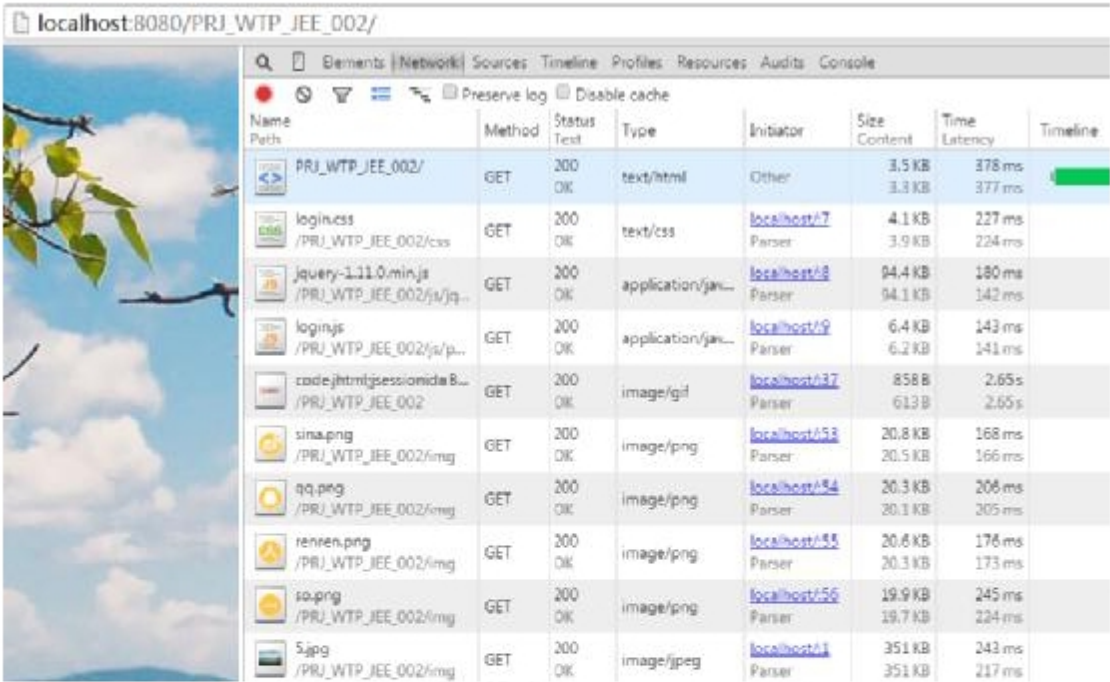 localhost:8080/PRJ_WTP_JEE_002/
Elements Network Sources Timeline Profiles Resources Audits Console
Preserve log Disable cache
Name Method Status Type Initiator Size Time Timeline
Path Text Content Latency
PRJ_WTP_JEE_002/ GET 200 text/html Other 3.5 KB 378 ms
OK 3.3 KB 377 ms
login.css GET 200 text/css localhost/:7 4.1 KB 227 ms
/PRJ_WTP_JEE_002/css OK Parser 3.9 KB 224 ms
jquery-1.11.0.min.js GET 200 application/jav... localhost/:8 94.4 KB 180 ms
/PRJ_WTP_JEE_002/js/jq... OK Parser 94.1 KB 142 ms
login.js GET 200 application/jav... localhost/:9 6.4 KB 143 ms
/PRJ_WTP_JEE_002/js/p... OK Parser 6.2 KB 141 ms
code.jhtml;jsessionid=B... GET 200 image/gif localhost/:37 858 B 2.65 s
/PRJ_WTP_JEE_002 OK Parser 613 B 2.65 s
sina.png GET 200 image/png localhost/:53 20.8 KB 168 ms
/PRJ_WTP_JEE_002/img OK Parser 20.5 KB 166 ms
qq.png GET 200 image/png localhost/:54 20.3 KB 206 ms
/PRJ_WTP_JEE_002/img OK Parser 20.1 KB 205 ms
renren.png GET 200 image/png localhost/:55 20.6 KB 176 ms
/PRJ_WTP_JEE_002/img OK Parser 20.3 KB 173 ms
so.png GET 200 image/png localhost/:56 19.9 KB 245 ms
/PRJ_WTP_JEE_002/img OK Parser 19.7 KB 224 ms
5.jpg GET 200 image/jpeg localhost/:1 351 KB 243 ms
/PRJ_WTP_JEE_002/img OK Parser 351 KB 217 ms